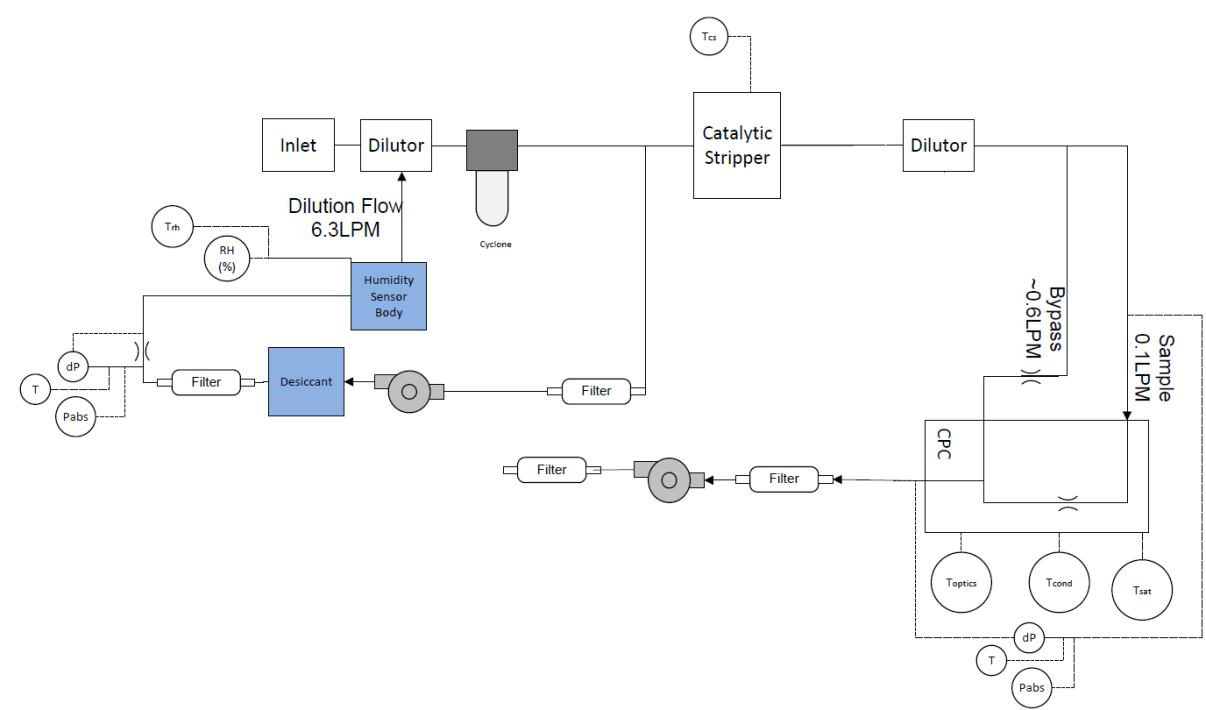 Tcs
Inlet
Dilutor
Catalytic
Stripper
Dilutor
Dilution Flow
6.3LPM
Cyclone
Trh
RH
(%)
Humidity
Sensor
Body
Bypass
~0.6LPM
Sample
0.1LPM
dP
T
Pabs
Filter
Desiccant
Filter
CPC
Filter
Filter
Toptics
Tcond
Tsat
dP
T
Pabs